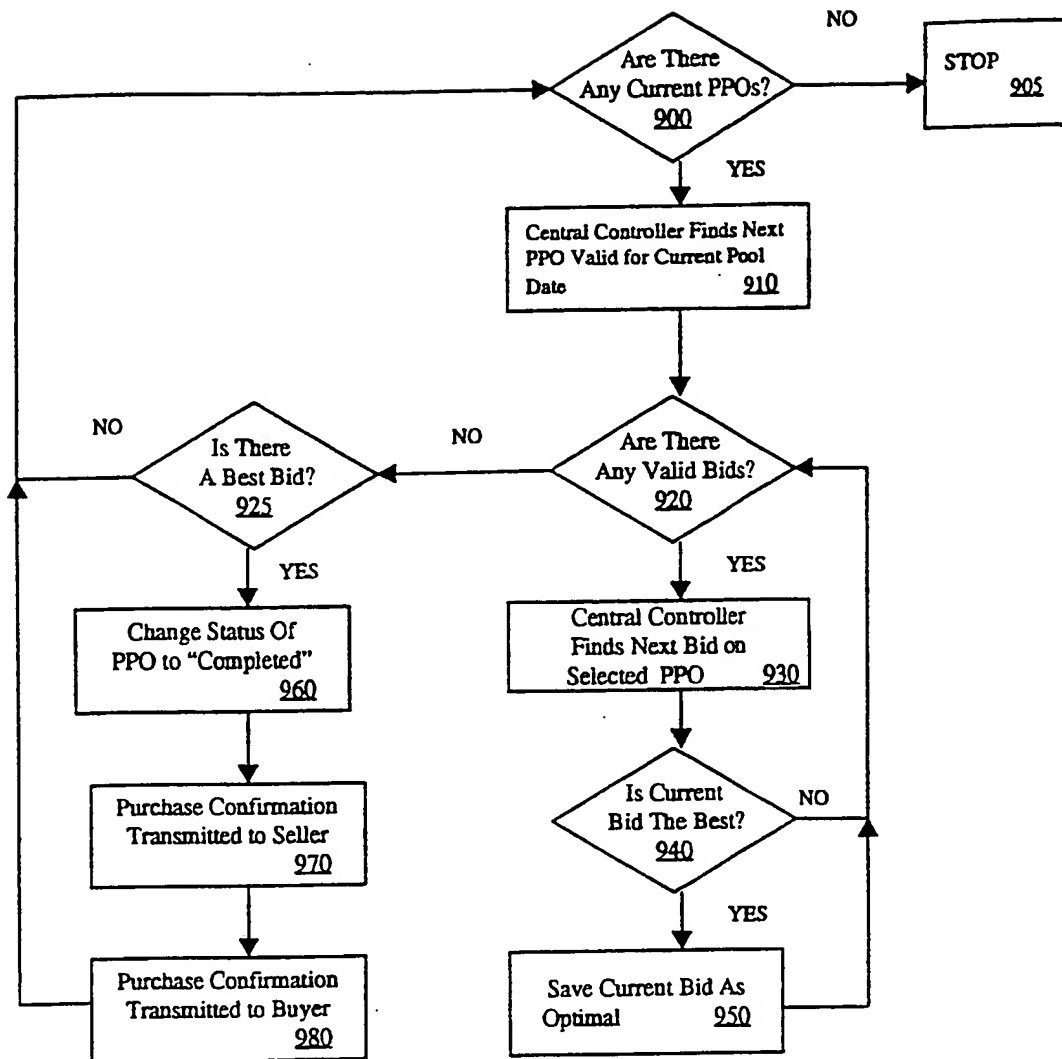 NO
Are There
Any Current PPOs?
900
STOP
905
YES
Central Controller Finds Next
PPO Valid for Current Pool
Date 910
NO
Is There
A Best Bid?
925
NO
Are There
Any Valid Bids?
920
YES
YES
Change Status Of
PPO to "Completed"
960
Central Controller
Finds Next Bid on
Selected PPO 930
Purchase Confirmation
Transmitted to Seller
970
Is Current
Bid The Best?
940
NO
YES
Purchase Confirmation
Transmitted to Buyer
980
Save Current Bid As
Optimal 950